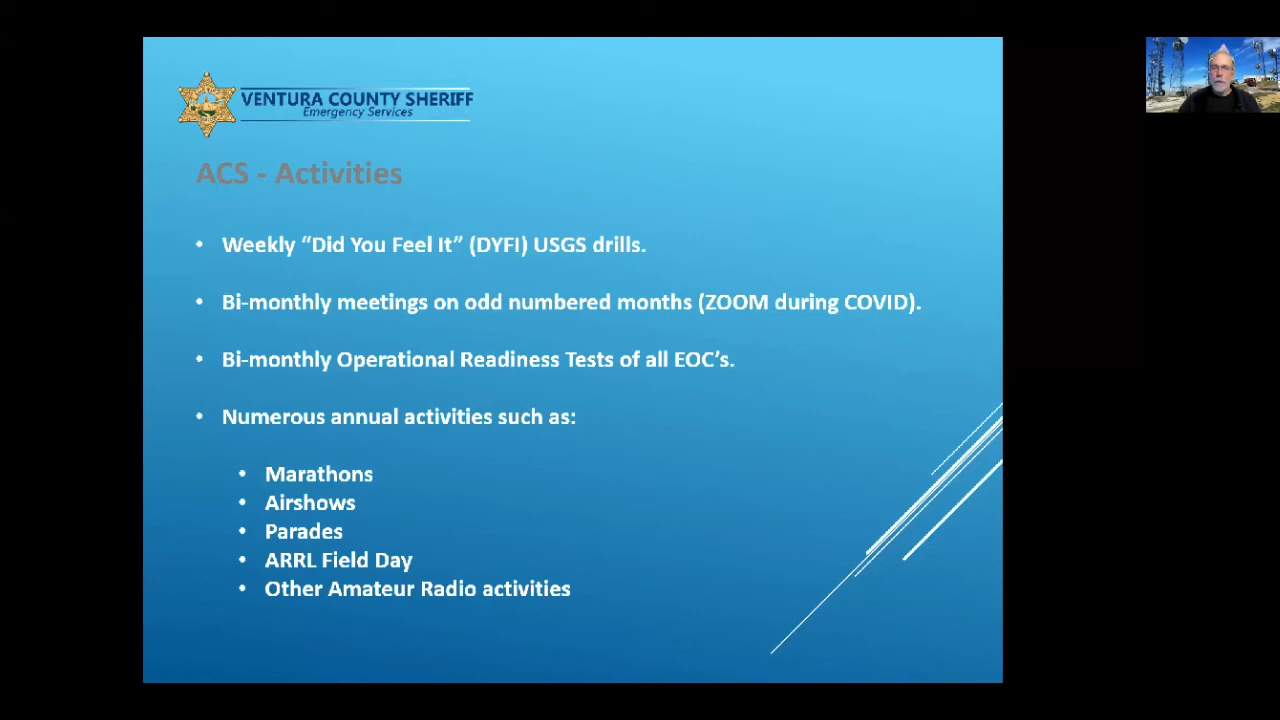 VENTURA COUNTY SHERIFF
Emergency Services
ACS - Activities
• Weekly “Did You Feel It” (DYFI) USGS drills.
• Bi-monthly meetings on odd numbered months (ZOOM during COVID).
• Bi-monthly Operational Readiness Tests of all EOC’s.
• Numerous annual activities such as:
• Marathons
• Airshows
• Parades
• ARRL Field Day
• Other Amateur Radio activities